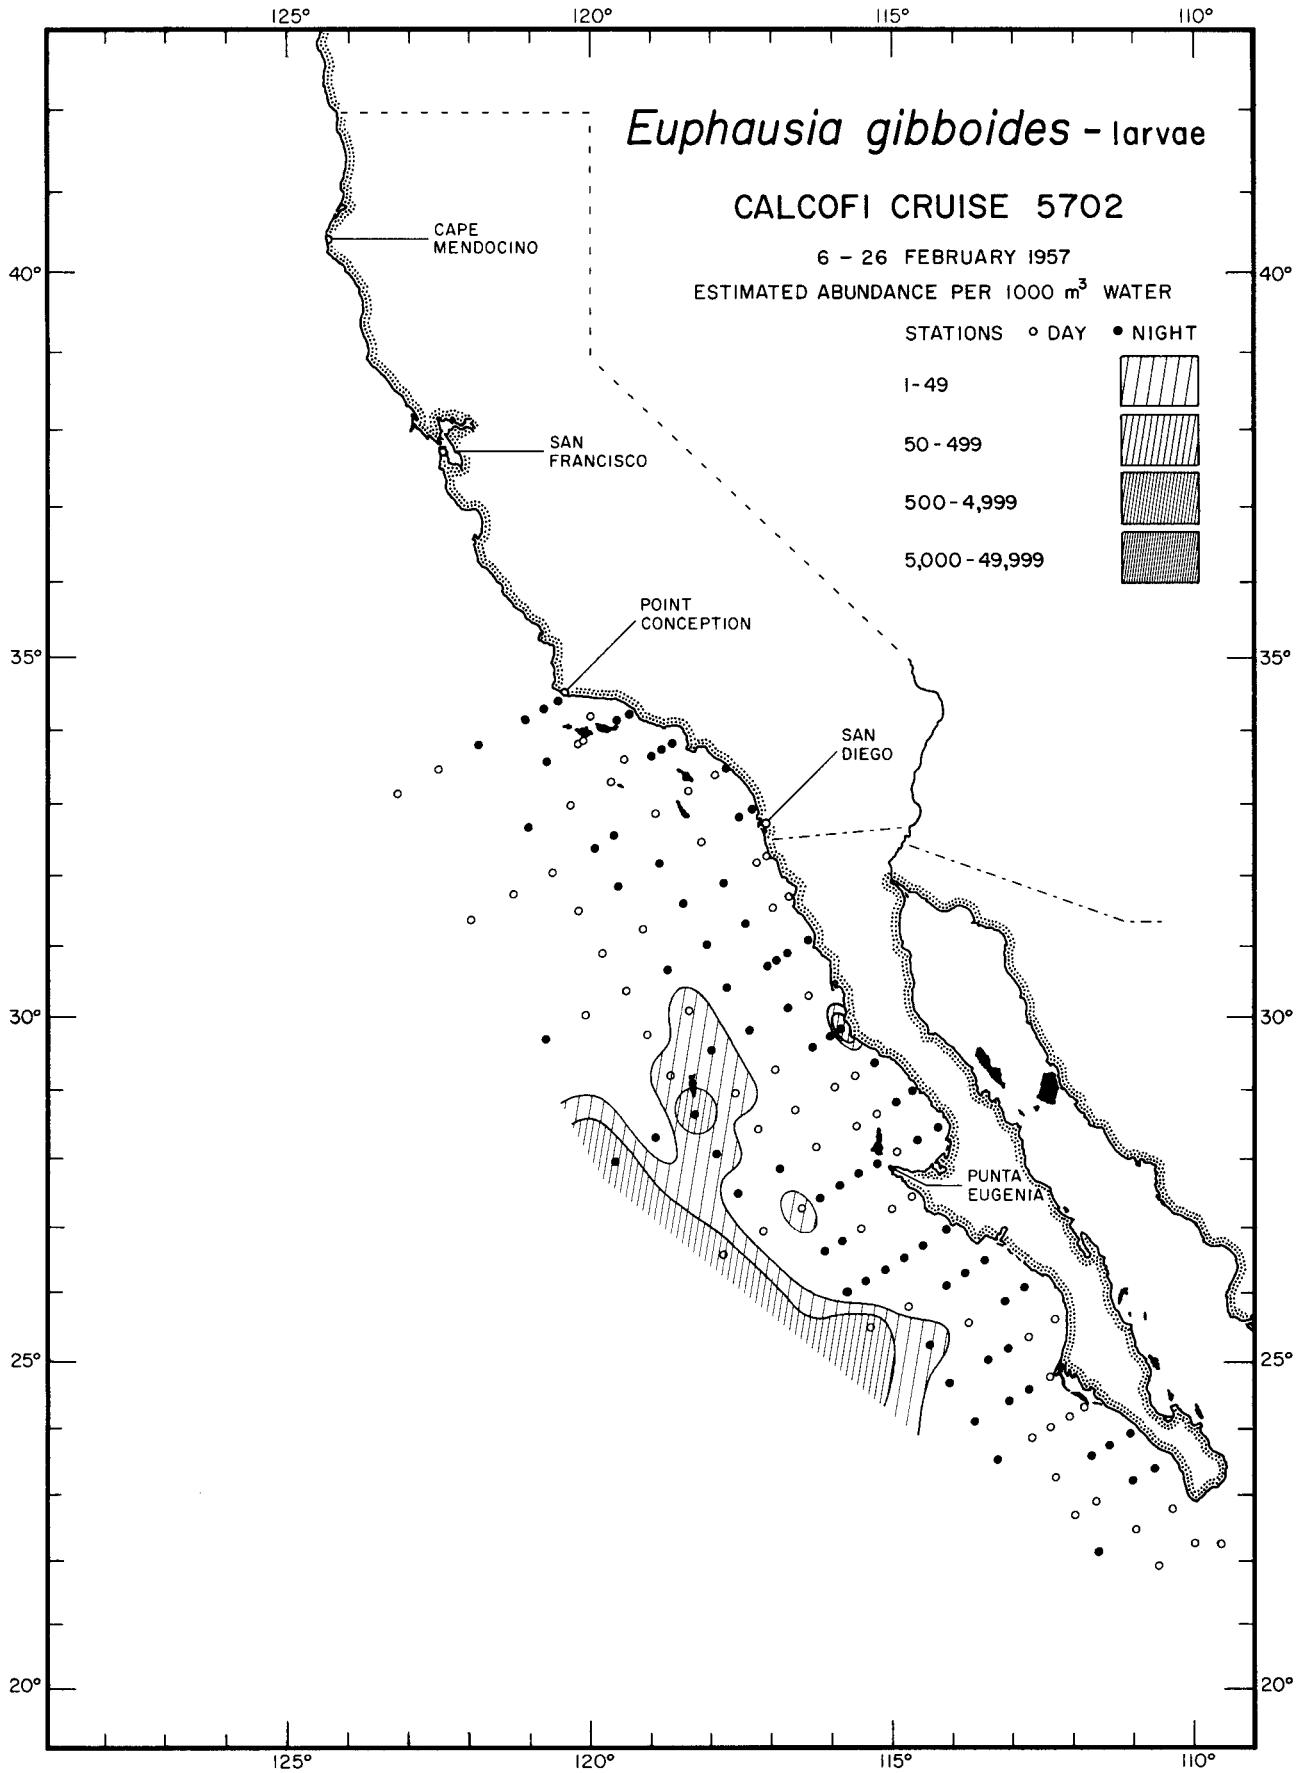 125° 120° 115° 110°
Euphausia gibboides - larvae
CALCOFI CRUISE 5702
6 - 26 FEBRUARY 1957
ESTIMATED ABUNDANCE PER 1000 m³ WATER
STATIONS ○ DAY ● NIGHT
1-49
50-499
500-4,999
5,000-49,999
CAPE
MENDOCINO
40° 40°
SAN
FRANCISCO
POINT
CONCEPTION
35° 35°
SAN
DIEGO
30° 30°
PUNTA
EUGENIA
25° 25°
20° 20°
125° 120° 115° 110°